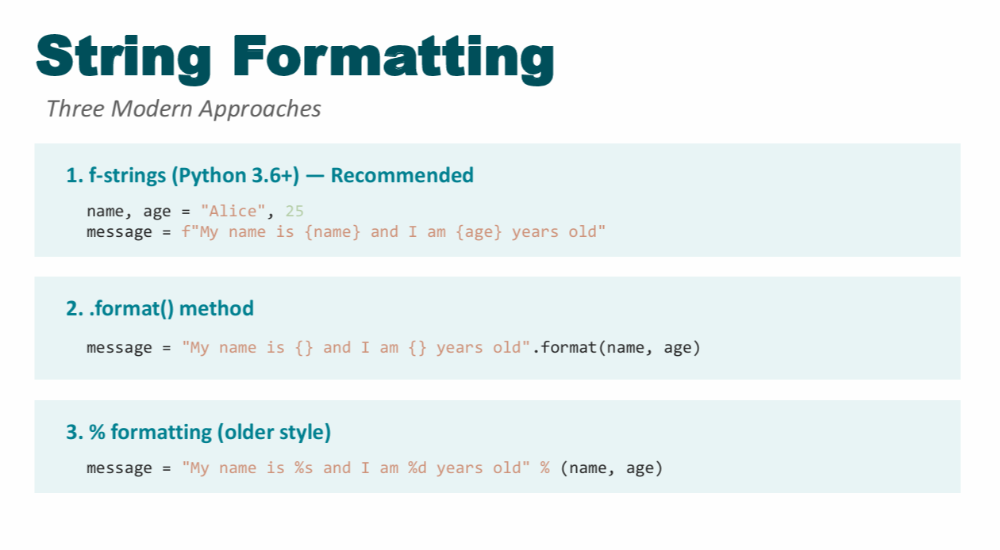 String Formatting
Three Modern Approaches
1. f-strings (Python 3.6+) — Recommended
name, age = "Alice", 25
message = f"My name is {name} and I am {age} years old"
2. .format() method
message = "My name is {} and I am {} years old".format(name, age)
3. % formatting (older style)
message = "My name is %s and I am %d years old" % (name, age)